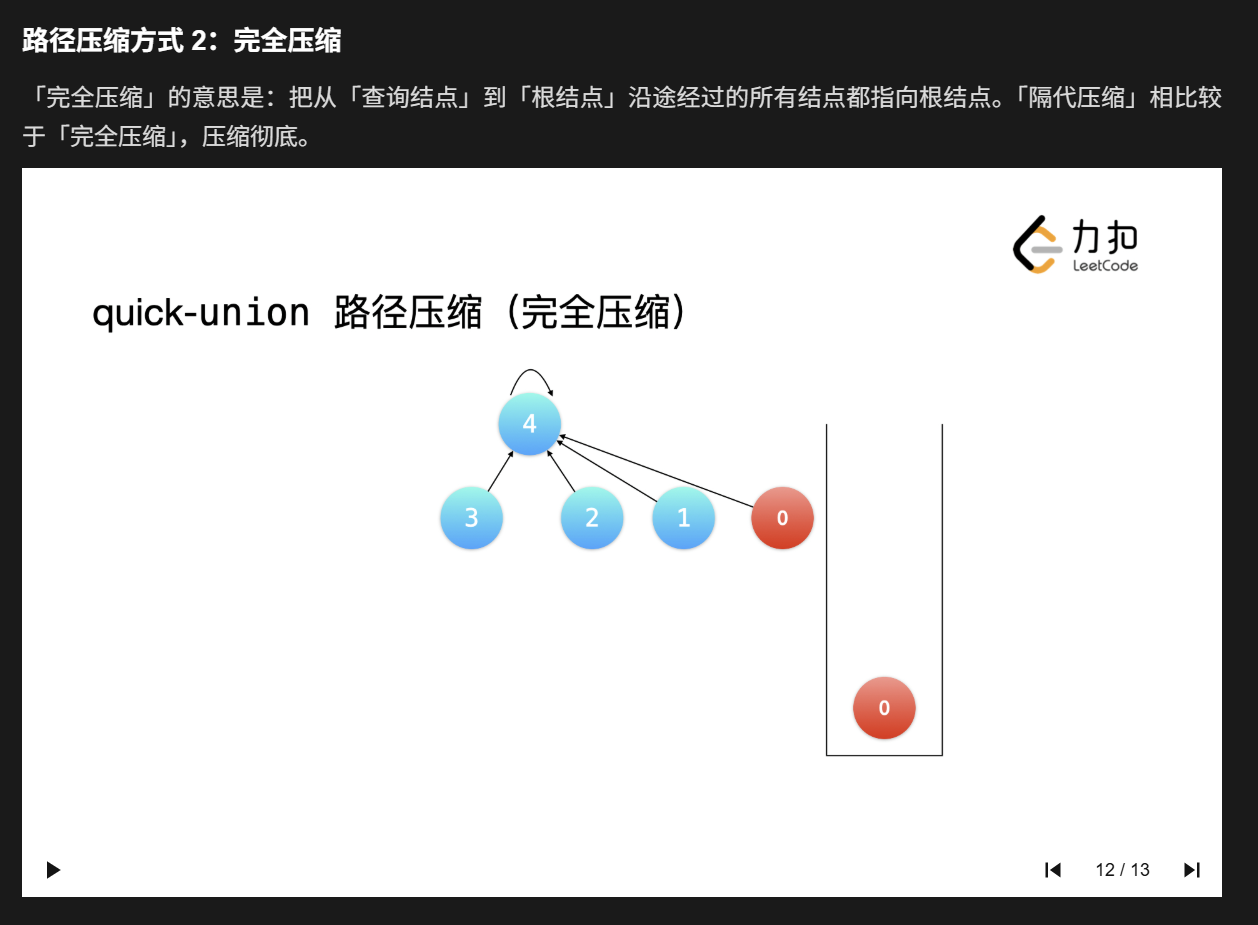 路径压缩方式 2：完全压缩
「完全压缩」的意思是：把从「查询结点」到「根结点」沿途经过的所有结点都指向根结点。「隔代压缩」相比较
于「完全压缩」，压缩彻底。
力扣
LeetCode
quick-union 路径压缩（完全压缩）
4
3 2 1 0
0
12 / 13